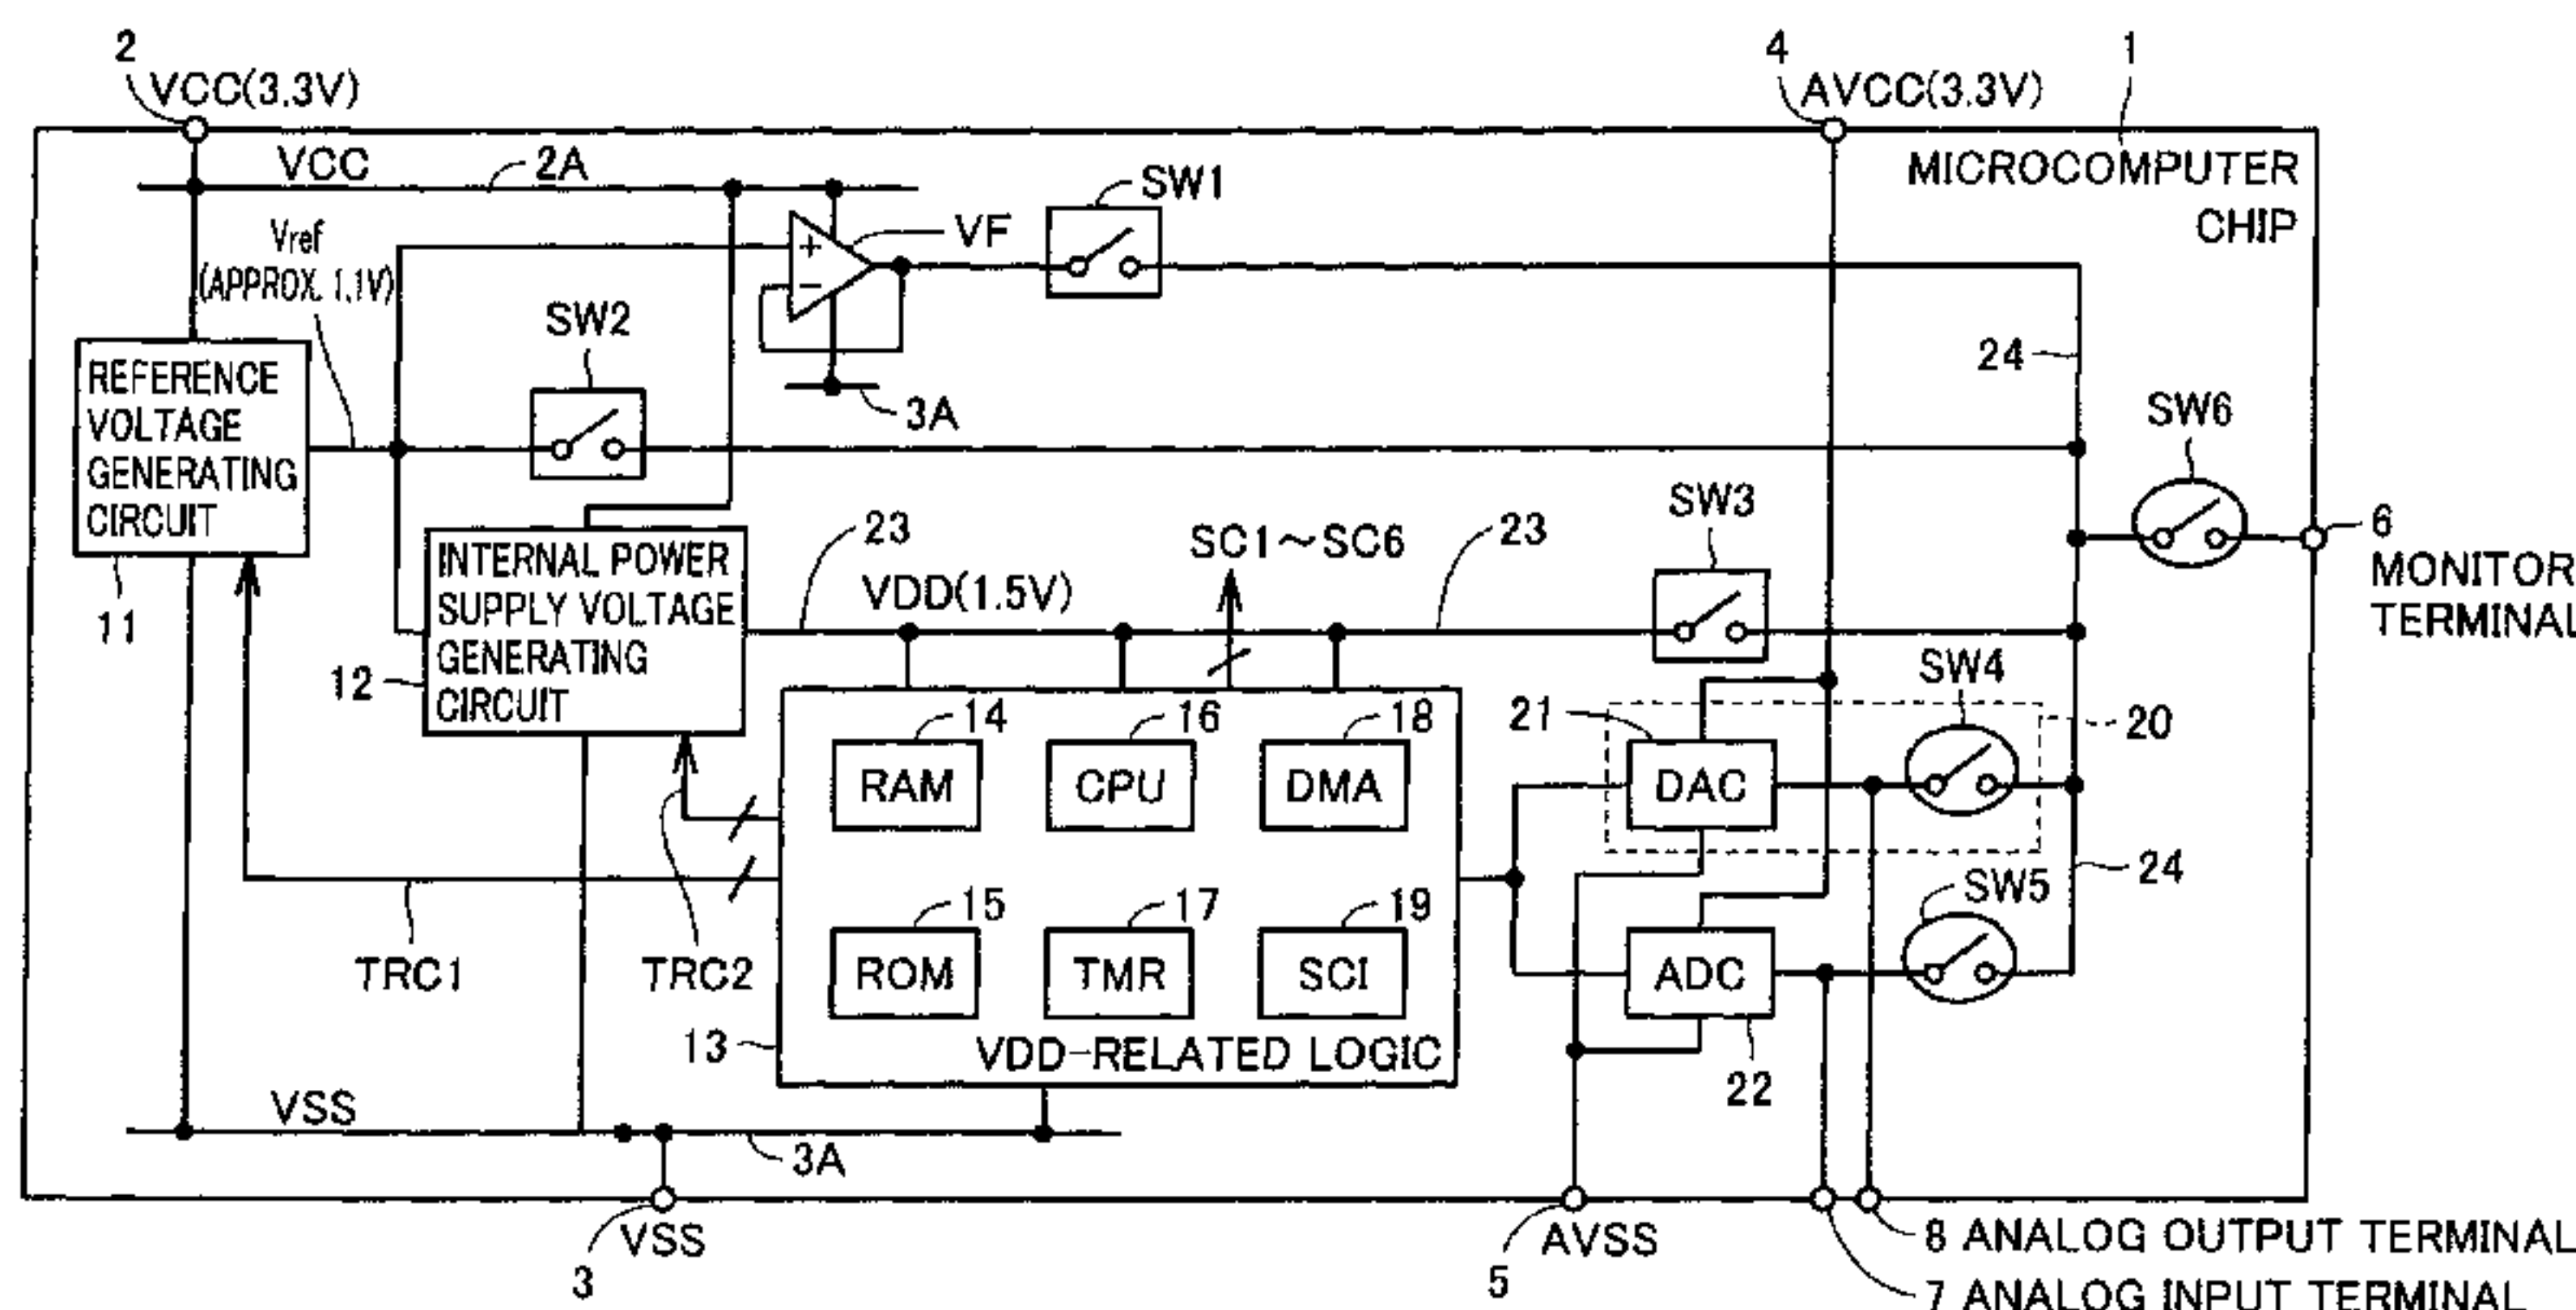 2
VCC(3.3V)
4
AVCC(3.3V)
1
MICROCOMPUTER
CHIP
VCC
2A
SW1
VF
Vref
(APPROX. 1.1V)
+
−
SW2
24
3A
SW6
REFERENCE
VOLTAGE
GENERATING
CIRCUIT
11
SW3
6
MONITOR
TERMINAL
23
SC1~SC6
23
INTERNAL POWER
SUPPLY VOLTAGE
GENERATING
CIRCUIT
12
VDD(1.5V)
SW4
14
16
18
21
20
RAM
CPU
DMA
DAC
24
15
17
19
SW5
TRC1
TRC2
ROM
TMR
SCI
ADC
13
VDD-RELATED LOGIC
22
VSS
3A
3
VSS
5
AVSS
8 ANALOG OUTPUT TERMINAL
7 ANALOG INPUT TERMINAL